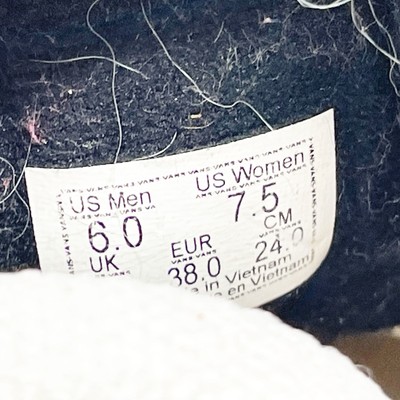 US Men US Women
6.0 7.5
UK EUR CM
38.0 24.0
in Vietnam
en Vietnam)